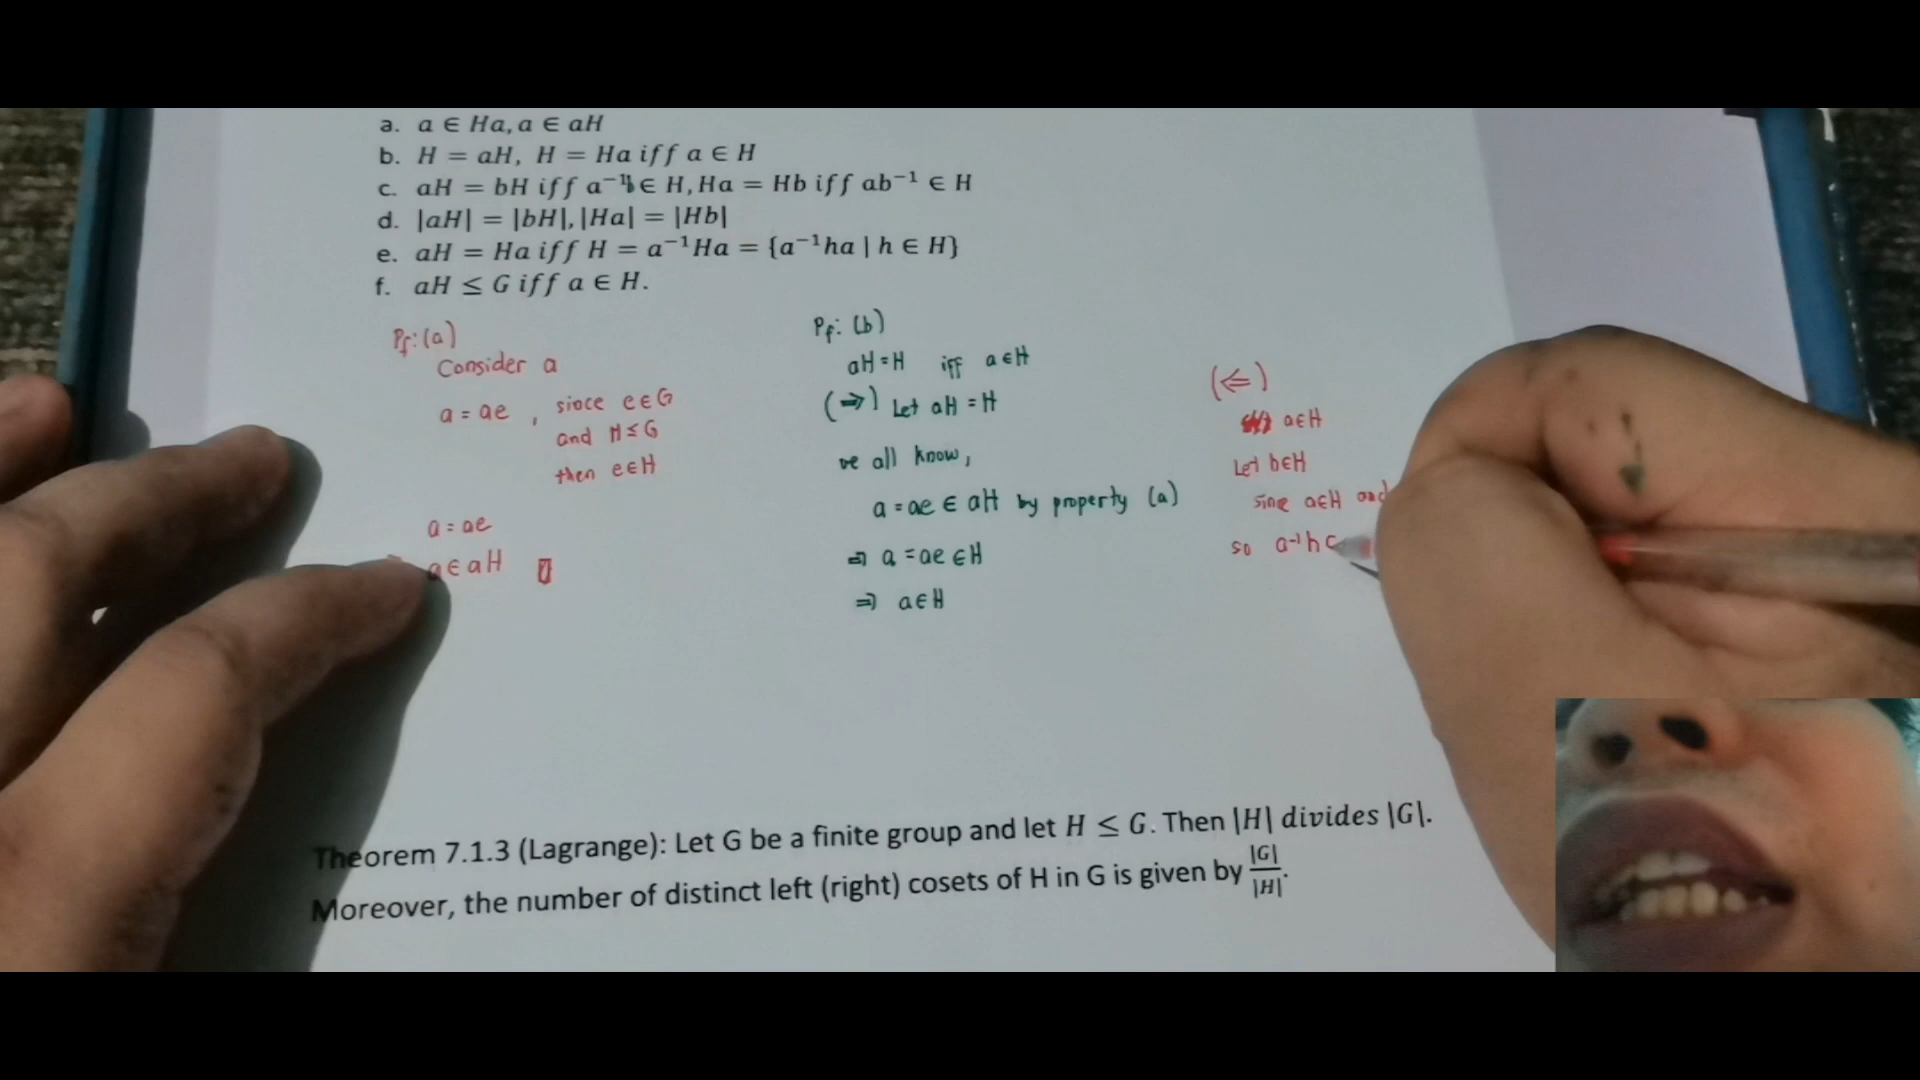 a. a ∈ Ha, a ∈ aH
b. H = aH, H = Ha iff a ∈ H
c. aH = bH iff a⁻¹b ∈ H, Ha = Hb iff ab⁻¹ ∈ H
d. |aH| = |bH|, |Ha| = |Hb|
e. aH = Ha iff H = a⁻¹Ha = {a⁻¹ha | h ∈ H}
f. aH ≤ G iff a ∈ H.
Pf: (a)
Consider a
a = ae , since e∈G
and H≤G
then e∈H
a = ae
a∈aH
Pf: (b)
aH = H iff a∈H
(⇒) Let aH = H
we all know,
a = ae ∈ aH by property (a)
⇒ a = ae ∈ H
⇒ a∈H
(⇐)
a∈H
Let b∈H
sine a∈H and
so a⁻¹h
Theorem 7.1.3 (Lagrange): Let G be a finite group and let H ≤ G. Then |H| divides |G|.
Moreover, the number of distinct left (right) cosets of H in G is given by |G|/|H|.